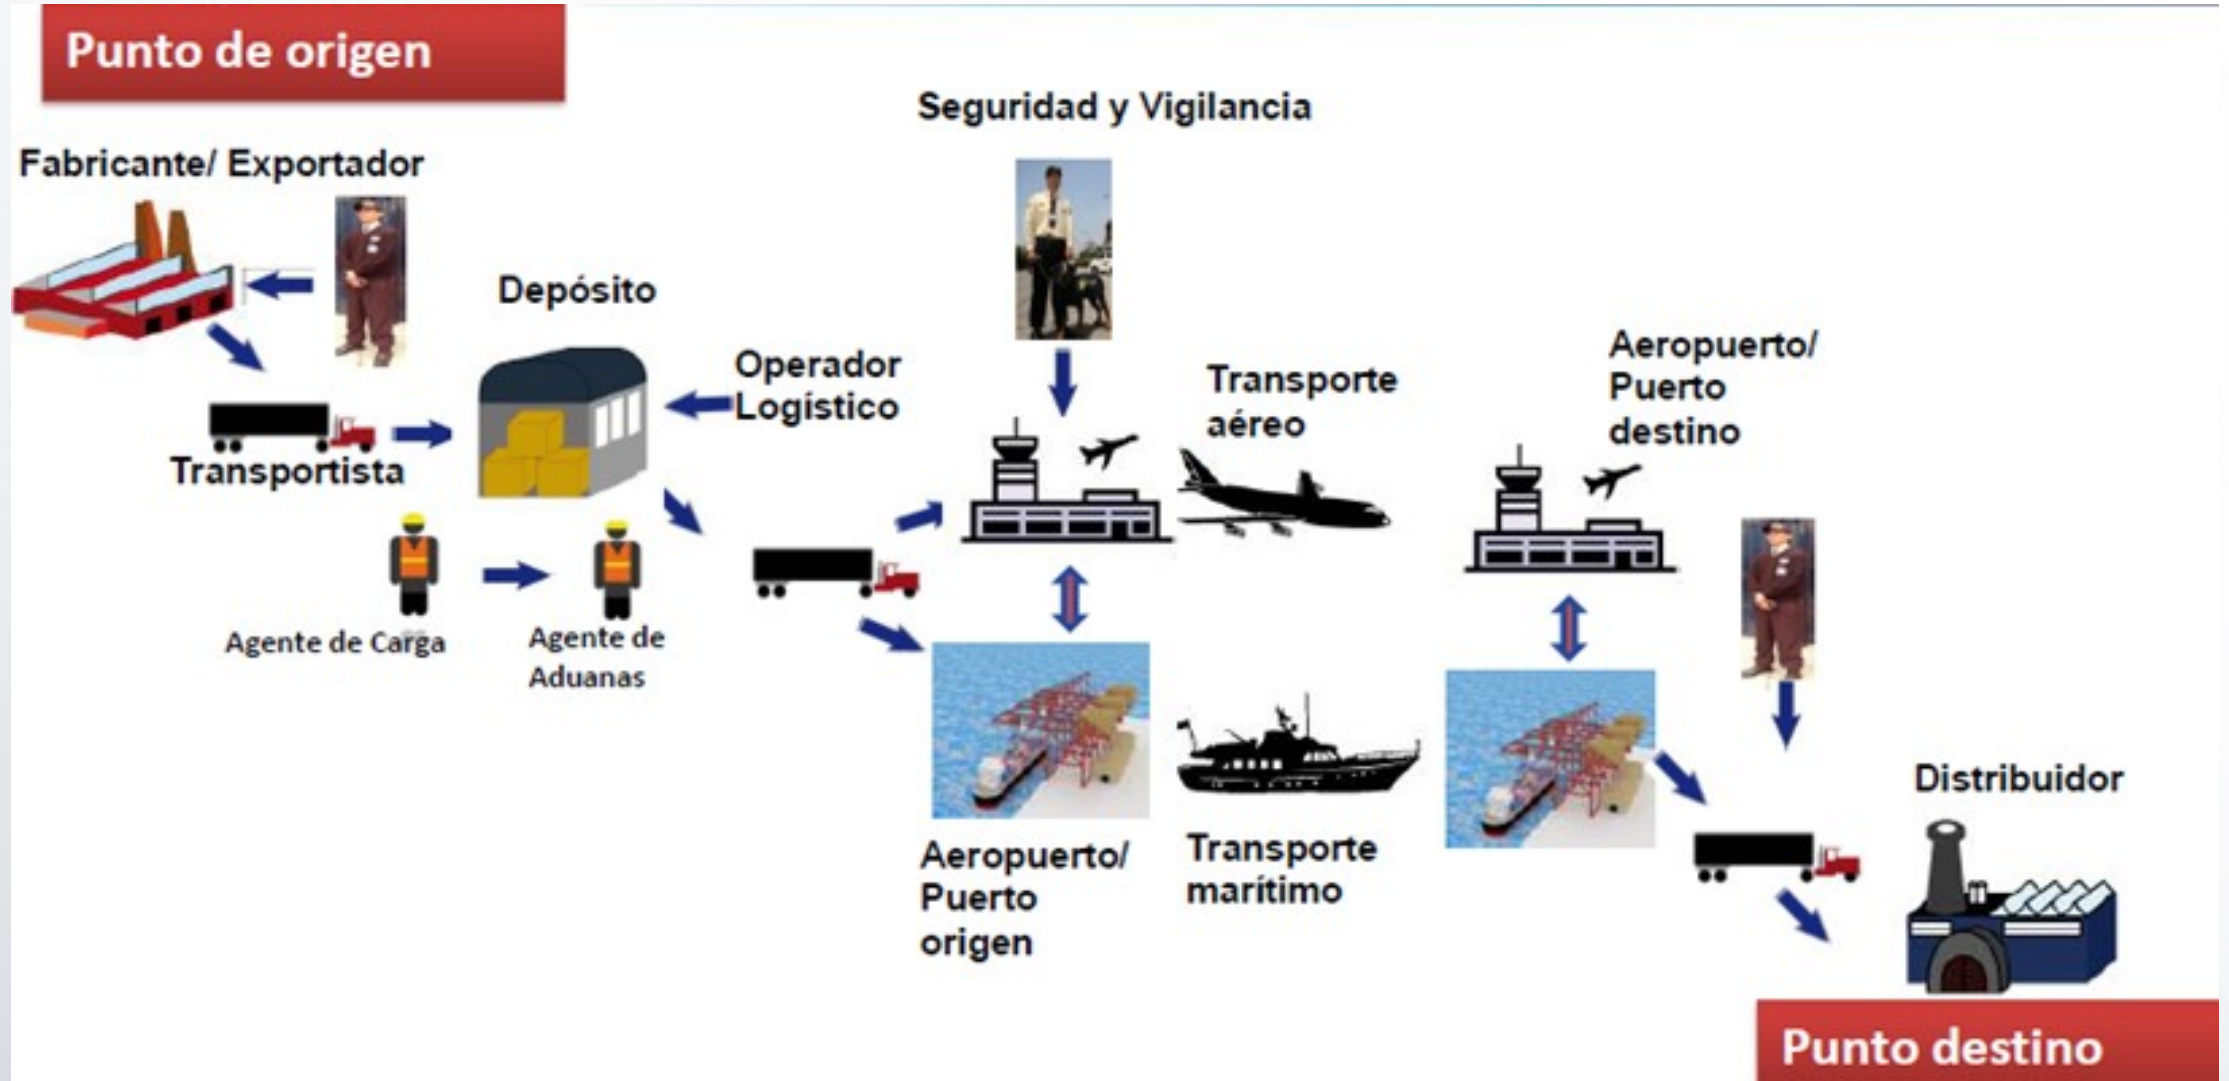 Punto de origen
Seguridad y Vigilancia
Fabricante/ Exportador
Depósito
Operador
Logístico
Transportista
Agente de Carga
Agente de
Aduanas
Transporte
aéreo
Aeropuerto/
Puerto
destino
Aeropuerto/
Puerto
origen
Transporte
marítimo
Distribuidor
Punto destino